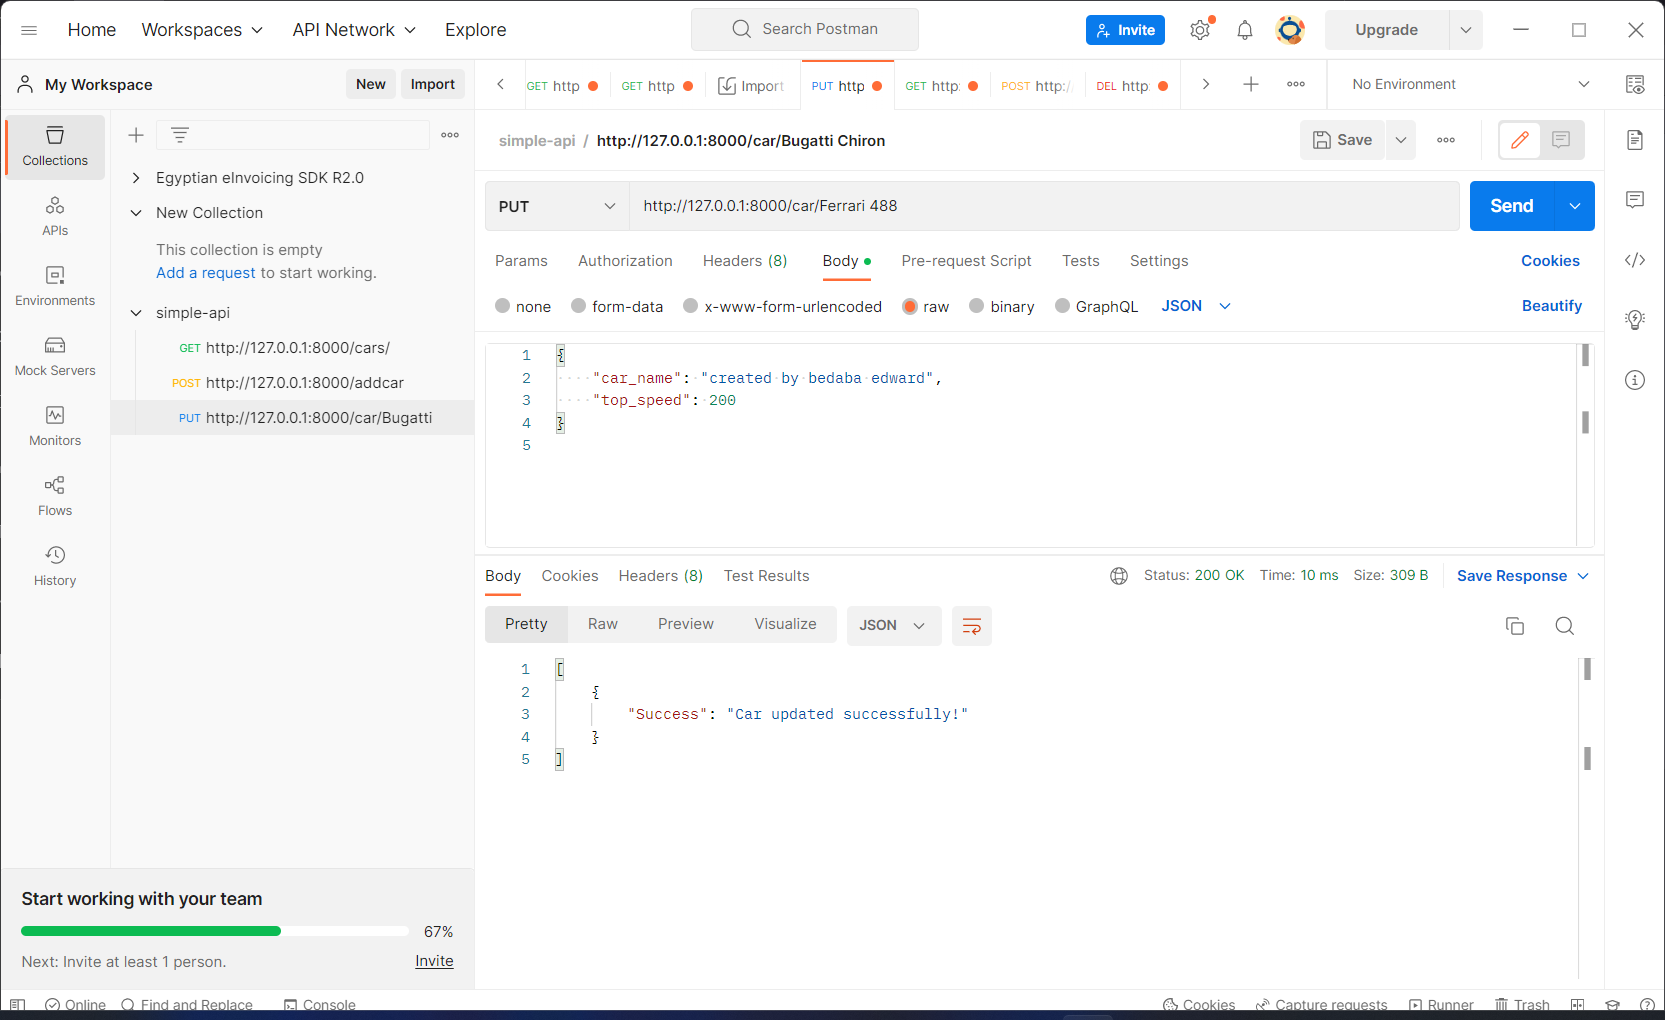 Home Workspaces API Network Explore Search Postman Invite Upgrade
My Workspace New Import GET http GET http Import PUT http GET http: POST http:/ DEL http: No Environment
simple-api / http://127.0.0.1:8000/car/Bugatti Chiron Save
Collections
Egyptian eInvoicing SDK R2.0
New Collection
This collection is empty
Add a request to start working.
simple-api
GET http://127.0.0.1:8000/cars/
POST http://127.0.0.1:8000/addcar
PUT http://127.0.0.1:8000/car/Bugatti
APIs
Environments
Mock Servers
Monitors
Flows
History
PUT http://127.0.0.1:8000/car/Ferrari 488 Send
Params Authorization Headers (8) Body Pre-request Script Tests Settings Cookies
none form-data x-www-form-urlencoded raw binary GraphQL JSON Beautify
1 {
2 "car_name": "created by bedaba edward",
3 "top_speed": 200
4 }
5
Body Cookies Headers (8) Test Results Status: 200 OK Time: 10 ms Size: 309 B Save Response
Pretty Raw Preview Visualize JSON
1 [
2 {
3 "Success": "Car updated successfully!"
4 }
5 ]
Start working with your team
67%
Next: Invite at least 1 person. Invite
Online Find and Replace Console Cookies Capture requests Runner Trash